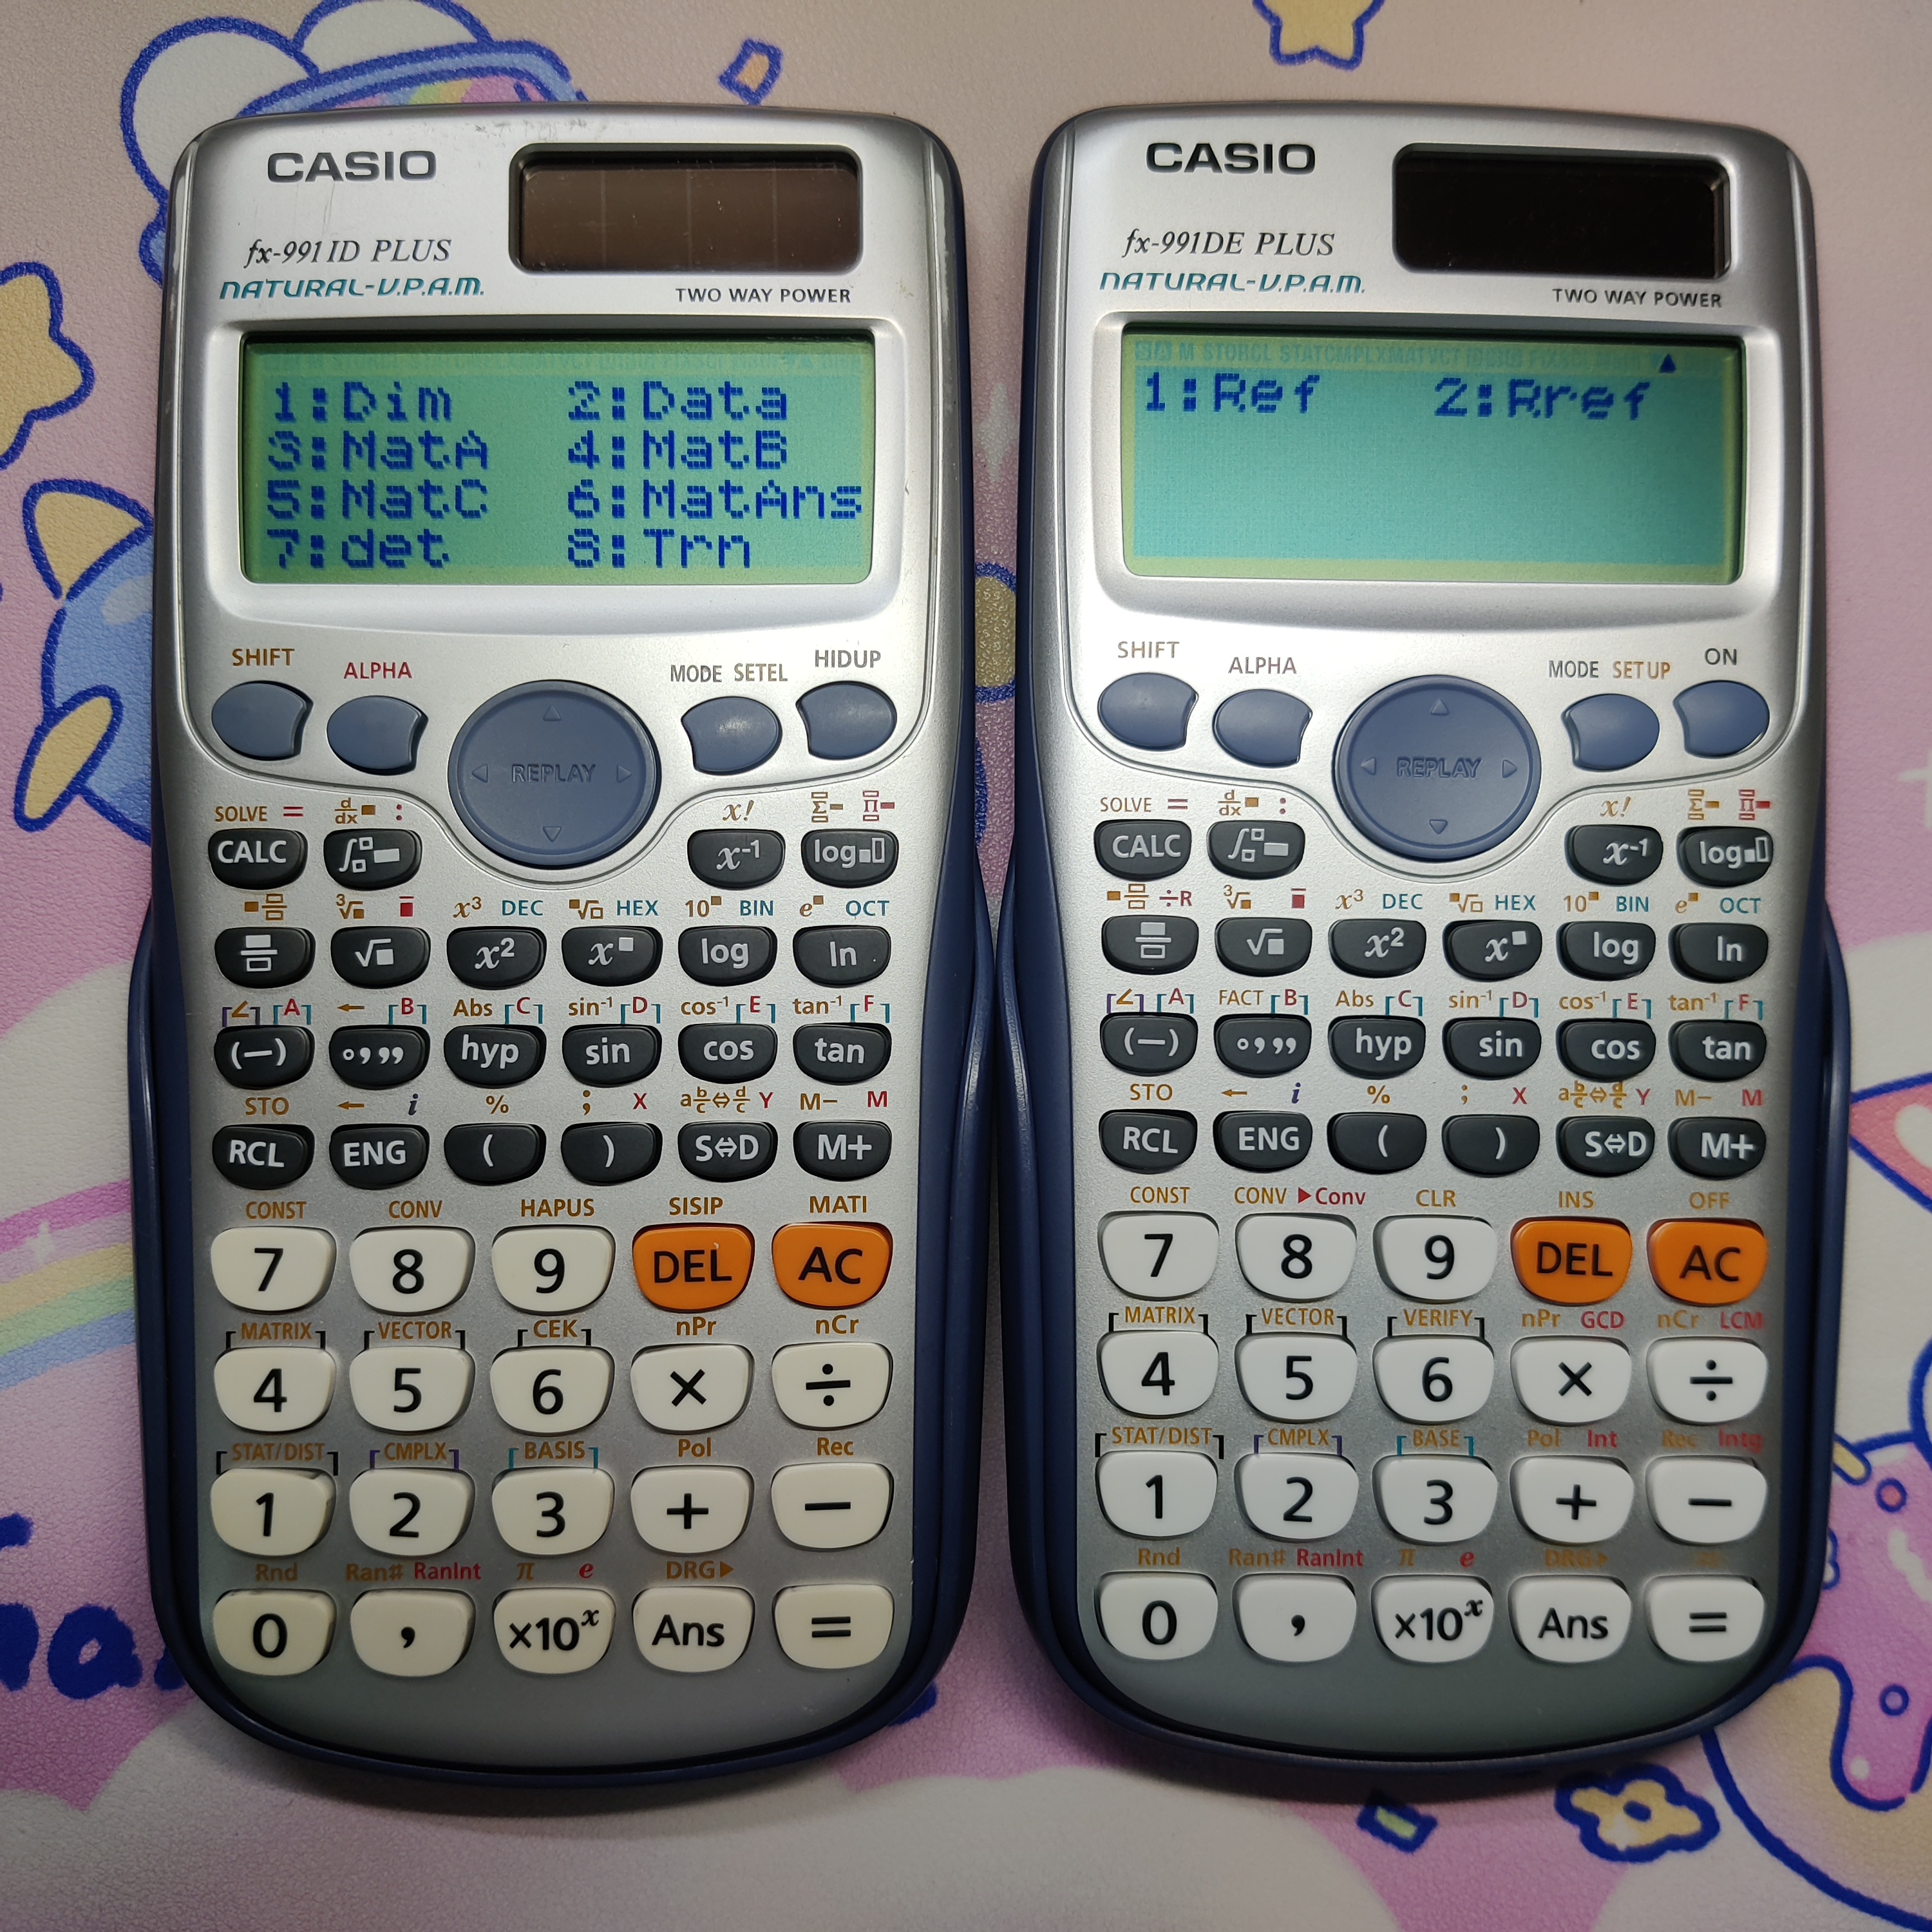 CASIO
fx-991ID PLUS
NATURAL-V.P.A.M.
TWO WAY POWER
1:Dim 2:Data
3:MatA 4:MatB
5:MatC 6:MatAns
7:det 8:Trn
SHIFT ALPHA MODE SETEL HIDUP
REPLAY
SOLVE = d/dx■ : x! Σ Π
CALC ∫ x⁻¹ log
³√ x³ DEC √ HEX 10■ BIN e■ OCT
√■ x² x■ log ln
∠ A ← B Abs C sin⁻¹ D cos⁻¹ E tan⁻¹ F
(−) °,,, hyp sin cos tan
STO ← i % ; X a b/c⇔d/c Y M− M
RCL ENG ( ) S⇔D M+
CONST CONV HAPUS SISIP MATI
7 8 9 DEL AC
MATRIX VECTOR CEK nPr nCr
4 5 6 × ÷
STAT/DIST CMPLX BASIS Pol Rec
1 2 3 + −
Rnd Ran# RanInt π e DRG▶
0 , ×10ˣ Ans =
CASIO
fx-991DE PLUS
NATURAL-V.P.A.M.
TWO WAY POWER
1:Ref 2:Rref
SHIFT ALPHA MODE SETUP ON
REPLAY
SOLVE = d/dx■ : x! Σ Π
CALC ∫ x⁻¹ log
÷R ³√ x³ DEC √ HEX 10■ BIN e■ OCT
√■ x² x■ log ln
∠ A FACT B Abs C sin⁻¹ D cos⁻¹ E tan⁻¹ F
(−) °,,, hyp sin cos tan
STO ← i % ; X a b/c⇔d/c Y M− M
RCL ENG ( ) S⇔D M+
CONST CONV ▶Conv CLR INS OFF
7 8 9 DEL AC
MATRIX VECTOR VERIFY nPr GCD nCr LCM
4 5 6 × ÷
STAT/DIST CMPLX BASE Pol Int Rec Intg
1 2 3 + −
Rnd Ran# RanInt π e DRG▶
0 , ×10ˣ Ans =